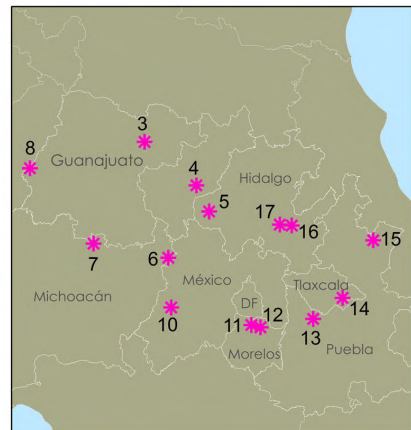 3
8
Guanajuato
4
Hidalgo
5
17
16
15
7
6
México
Tlaxcala
Michoacán
DF
14
10
11
12
13
Morelos
Puebla